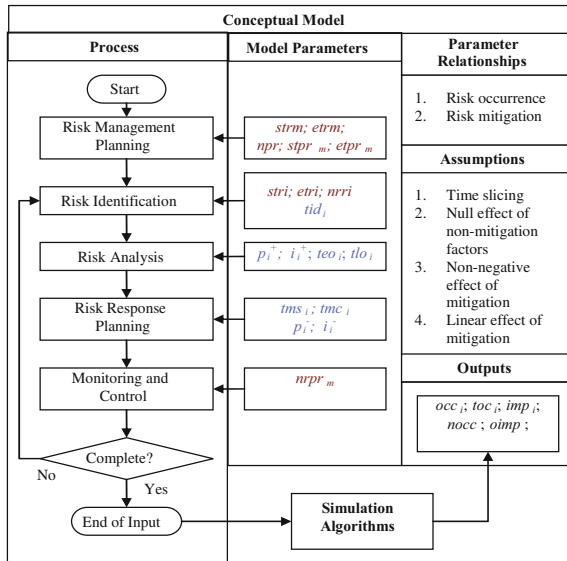 Conceptual Model
Process
Model Parameters
Parameter
Relationships
Start
Risk Management
Planning
strm; etrm;
npr; stpr m; etpr m
1. Risk occurrence
2. Risk mitigation
Assumptions
Risk Identification
stri; etri; nrri
tid i
1. Time slicing
2. Null effect of
non-mitigation
factors
3. Non-negative
effect of
mitigation
4. Linear effect of
mitigation
Risk Analysis
p i +; i i +; teo i; tlo i
Risk Response
Planning
tms i; tmc i
p i -; i i -
Monitoring and
Control
nrpr m
Outputs
occ i; toc i; imp i;
nocc ; oimp ;
Complete?
No
Yes
End of Input
Simulation
Algorithms